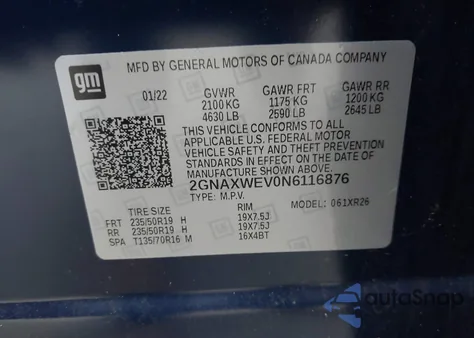 gm
MFD BY GENERAL MOTORS OF CANADA COMPANY
01/22 GVWR GAWR FRT GAWR RR
2100 KG 1175 KG 1200 KG
4630 LB 2590 LB 2645 LB
THIS VEHICLE CONFORMS TO ALL
APPLICABLE U.S. FEDERAL MOTOR
VEHICLE SAFETY AND THEFT PREVENTION
STANDARDS IN EFFECT ON THE DATE OF
MANUFACTURE SHOWN ABOVE.
2GNAXWEV0N6116876
TYPE: M.P.V. MODEL: 061XR26
TIRE SIZE RIM
FRT 235/50R19 H 19X7.5J
RR 235/50R19 H 19X7.5J
SPA T135/70R16 M 16X4BT
AutoSnap